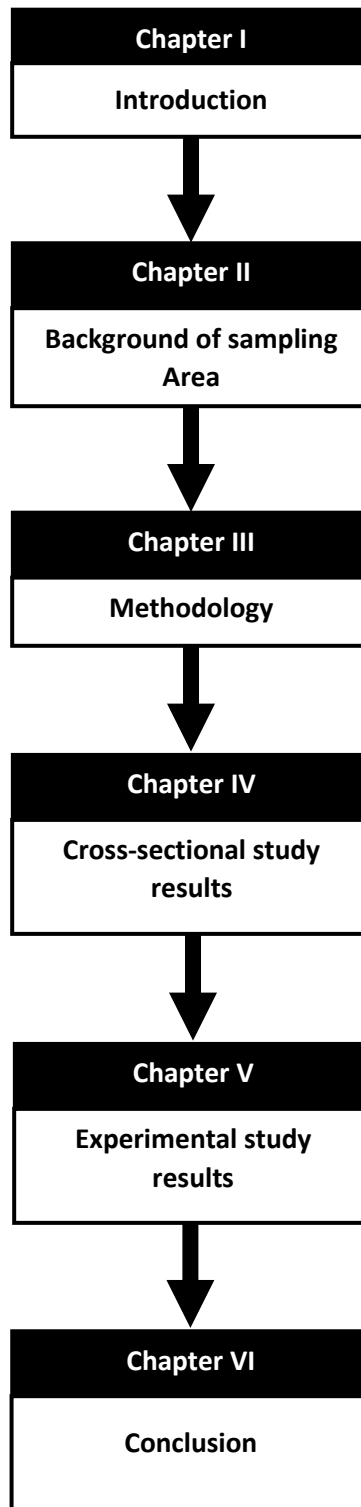 Chapter I
Introduction
Chapter II
Background of sampling
Area
Chapter III
Methodology
Chapter IV
Cross-sectional study
results
Chapter V
Experimental study
results
Chapter VI
Conclusion